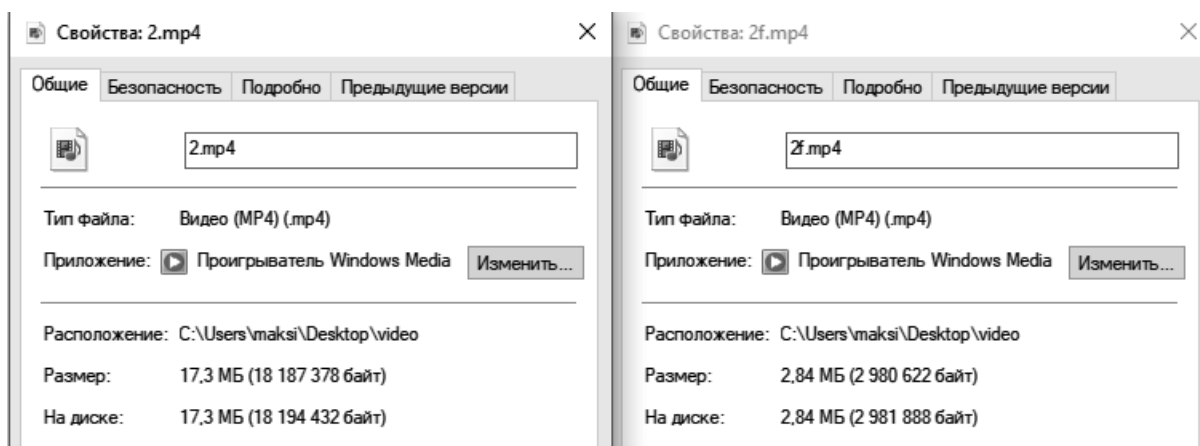 Свойства: 2.mp4
Общие Безопасность Подробно Предыдущие версии
2.mp4
Тип файла: Видео (MP4) (.mp4)
Приложение: Проигрыватель Windows Media Изменить...
Расположение: C:\Users\maksi\Desktop\video
Размер: 17,3 МБ (18 187 378 байт)
На диске: 17,3 МБ (18 194 432 байт)
Свойства: 2f.mp4
Общие Безопасность Подробно Предыдущие версии
2f.mp4
Тип файла: Видео (MP4) (.mp4)
Приложение: Проигрыватель Windows Media Изменить...
Расположение: C:\Users\maksi\Desktop\video
Размер: 2,84 МБ (2 980 622 байт)
На диске: 2,84 МБ (2 981 888 байт)